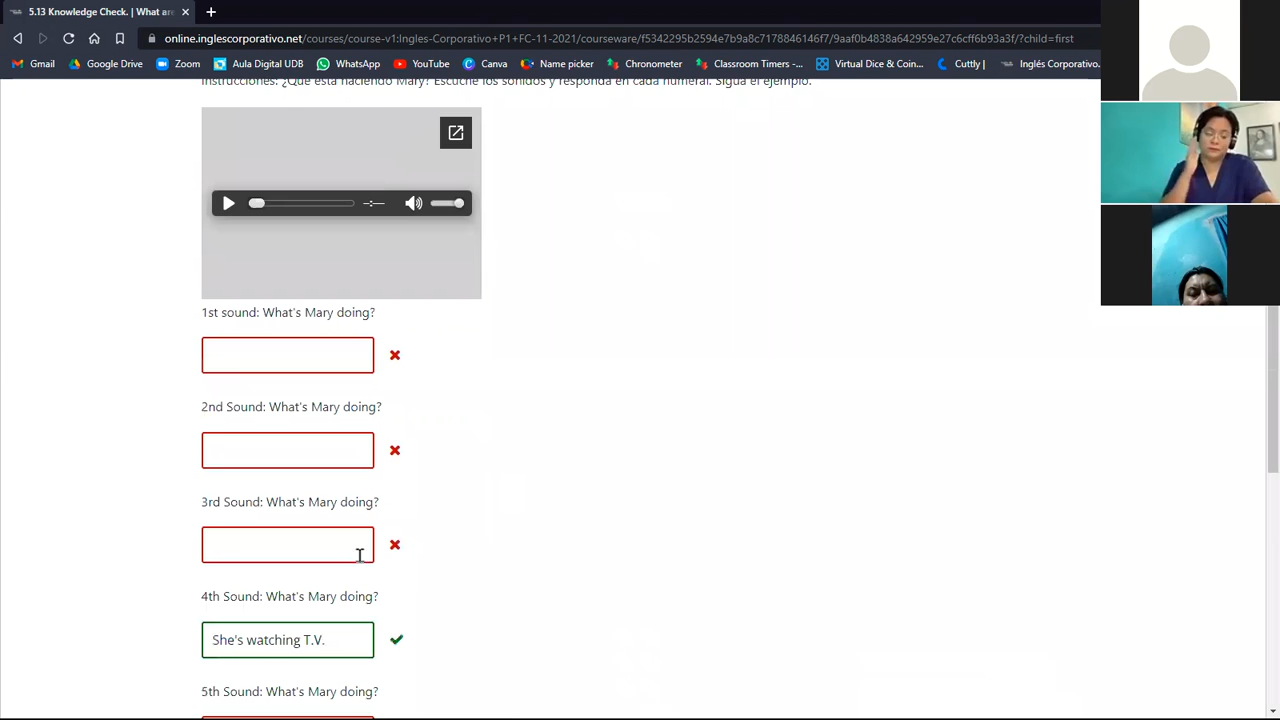 5.13 Knowledge Check. | What are
online.inglescorporativo.net/courses/course-v1:Ingles-Corporativo+P1+FC-11-2021/courseware/f5342295b2594e7b9a8c7178846146f7/9aaf0b4838a642959e27c6cff6b93a3f/?child=first
Gmail Google Drive Zoom Aula Digital UDB WhatsApp YouTube Canva Name picker Chronometer Classroom Timers -... Virtual Dice & Coin... Cuttly | Inglés Corporativo.
Instrucciones: ¿Qué está haciendo Mary? Escuche los sonidos y responda en cada numeral. Sigua el ejemplo.
-:--
1st sound: What's Mary doing?
2nd Sound: What's Mary doing?
3rd Sound: What's Mary doing?
4th Sound: What's Mary doing?
She's watching T.V.
5th Sound: What's Mary doing?